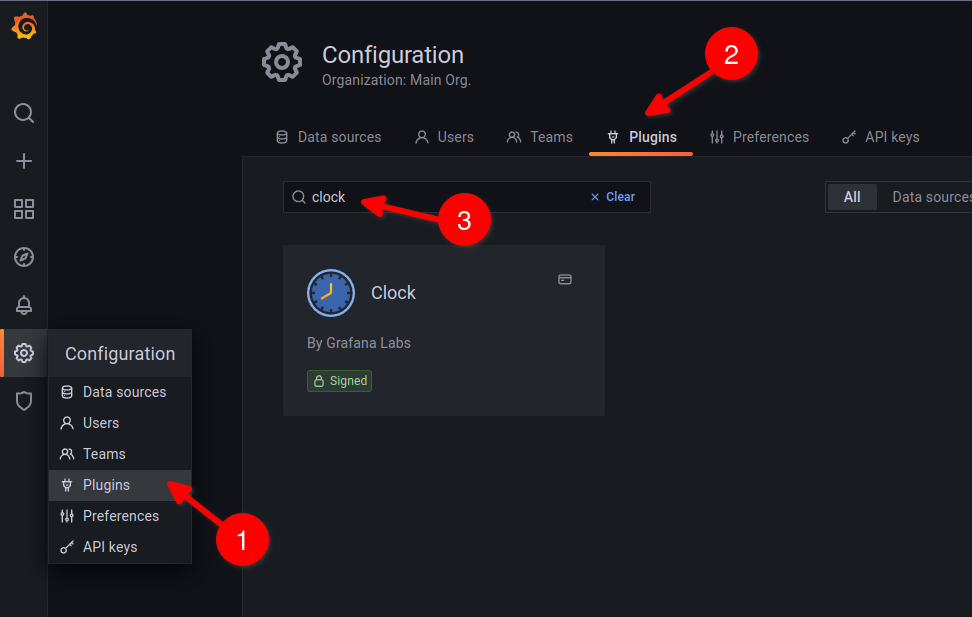 Configuration
Organization: Main Org.
2
Data sources
Users
Teams
Plugins
Preferences
API keys
clock
Clear
All
Data sources
3
Clock
By Grafana Labs
Signed
Configuration
Data sources
Users
Teams
Plugins
Preferences
API keys
1